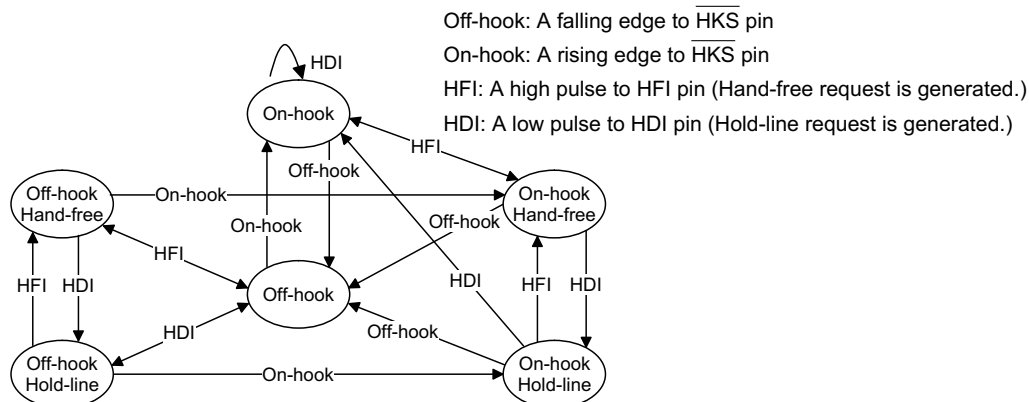 Off-hook: A falling edge to HKS pin
On-hook: A rising edge to HKS pin
HFI: A high pulse to HFI pin (Hand-free request is generated.)
HDI: A low pulse to HDI pin (Hold-line request is generated.)
HDI
On-hook
HFI
Off-hook
Off-hook
Hand-free
On-hook
On-hook
Hand-free
On-hook
Off-hook
HFI
HFI
HDI
Off-hook
HDI
HFI
HDI
HDI
Off-hook
Off-hook
Hold-line
On-hook
On-hook
Hold-line